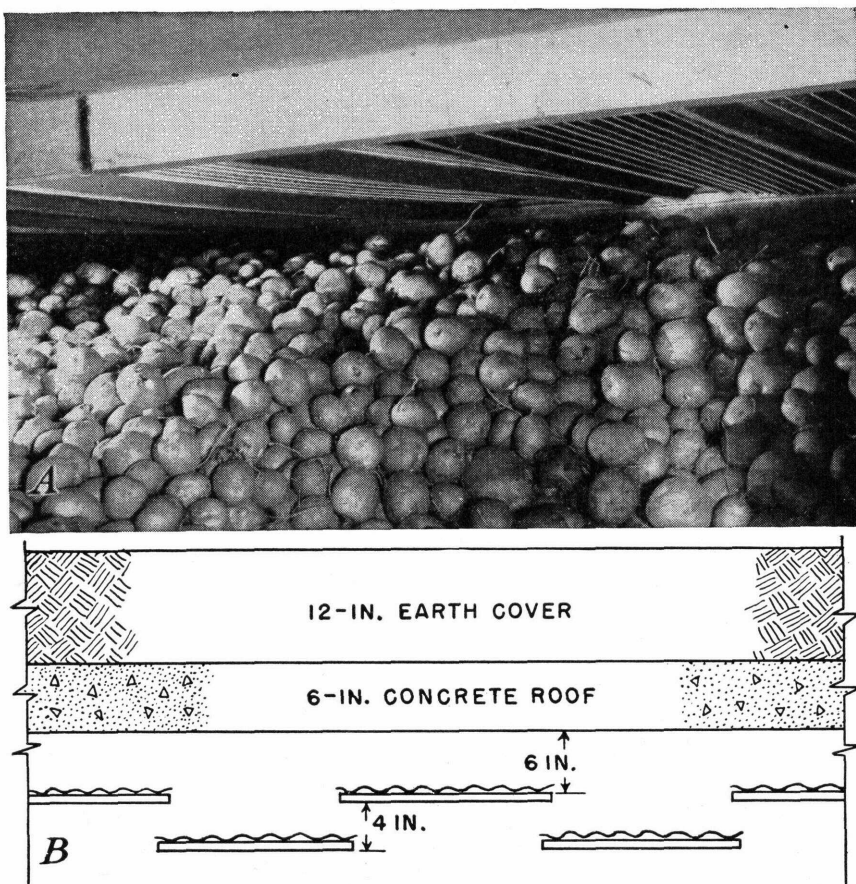 A
12-IN. EARTH COVER
6-IN. CONCRETE ROOF
6 IN.
4 IN.
B